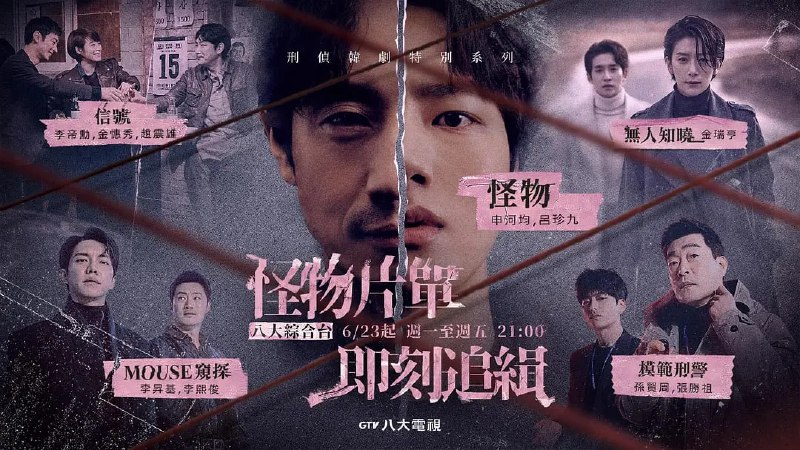 刑偵韓劇特別系列
信號
李帝勳,金憓秀,趙震雄
15
無人知曉
金瑞亨
怪物
申河均,呂珍九
怪物片單
八大綜合台 6/23起 週一至週五 21:00
即刻追緝
MOUSE窺探
李昇基,李熙俊
模範刑警
孫賢周,張勝祖
GTV 八大電視